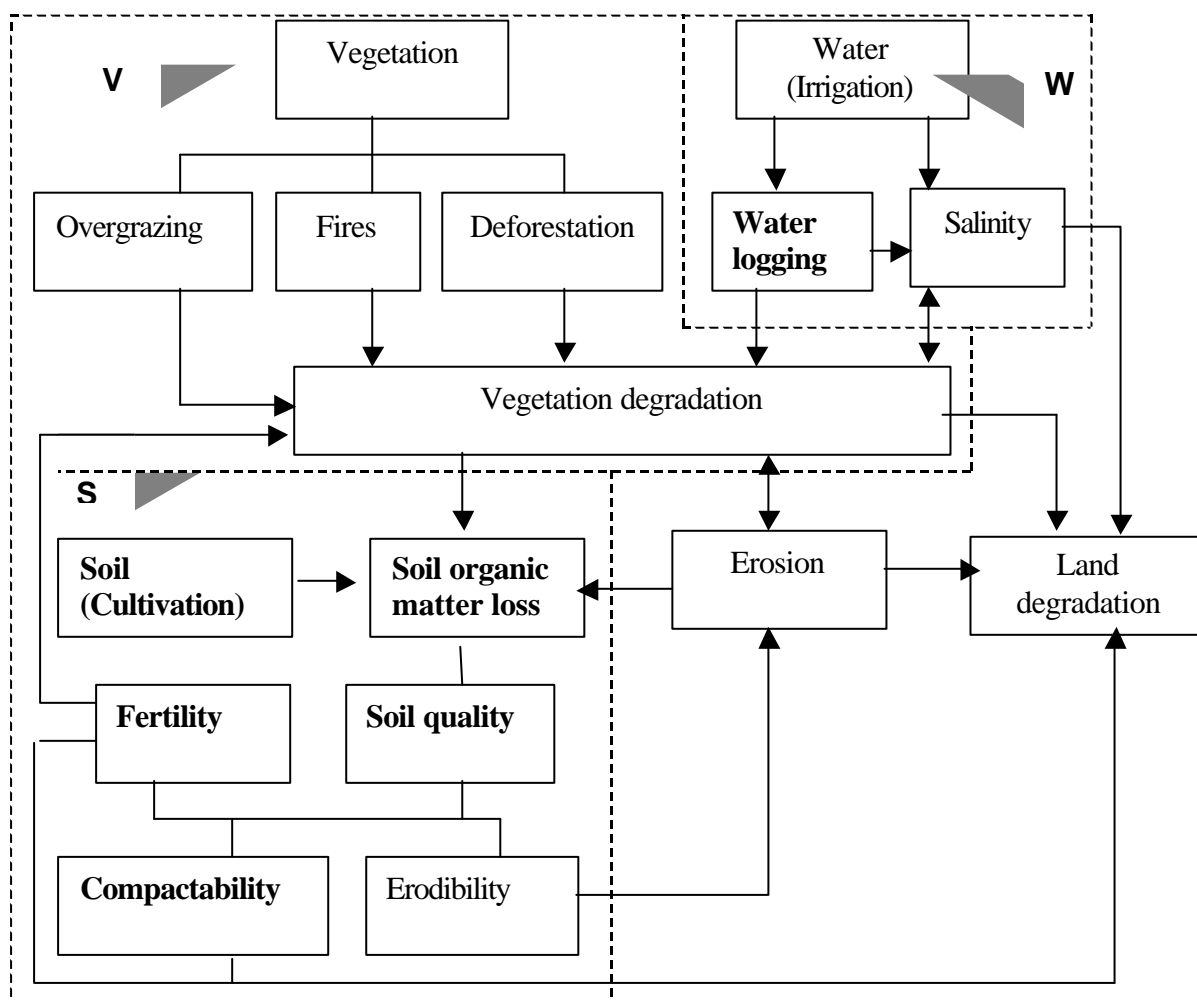 Vegetation
Water
(Irrigation)
V
W
Overgrazing
Fires
Deforestation
Water
logging
Salinity
Vegetation degradation
S
Soil
(Cultivation)
Soil organic
matter loss
Erosion
Land
degradation
Fertility
Soil quality
Compactability
Erodibility